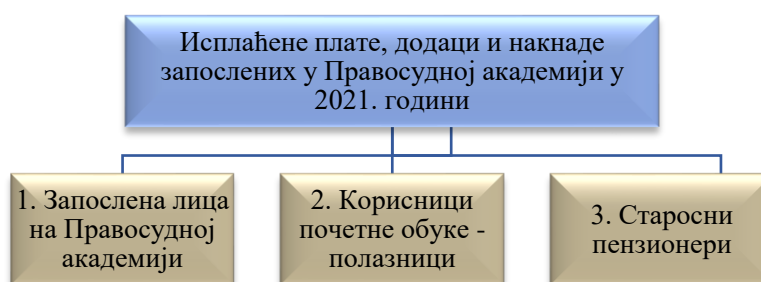 Исплаћене плате, додаци и накнаде
запослених у Правосудној академији у
2021. години
1. Запослена лица
на Правосудној
академији
2. Корисници
почетне обуке -
полазници
3. Старосни
пензионери